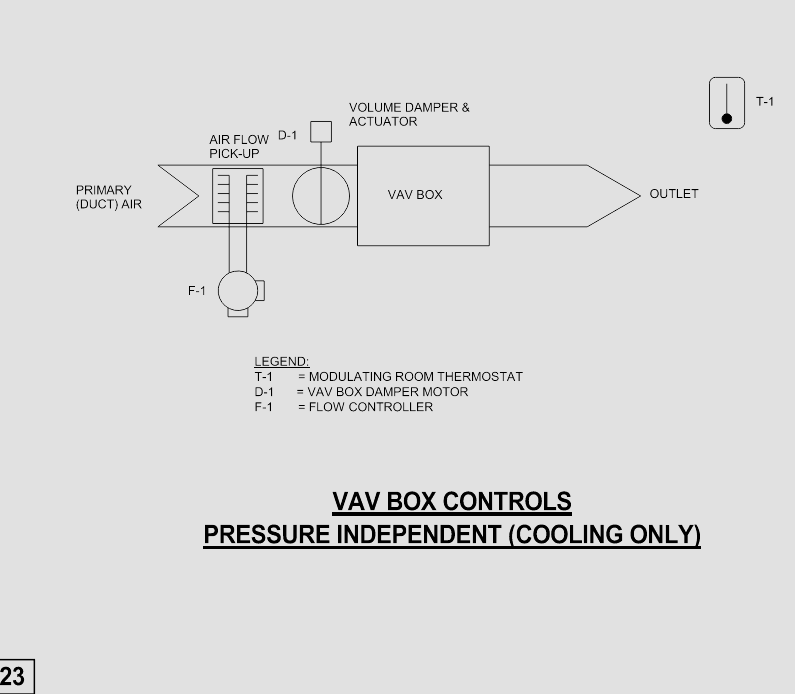 VOLUME DAMPER &
ACTUATOR
T-1
AIR FLOW
PICK-UP
D-1
PRIMARY
(DUCT) AIR
VAV BOX
OUTLET
F-1
LEGEND:
T-1 = MODULATING ROOM THERMOSTAT
D-1 = VAV BOX DAMPER MOTOR
F-1 = FLOW CONTROLLER
VAV BOX CONTROLS
PRESSURE INDEPENDENT (COOLING ONLY)
23